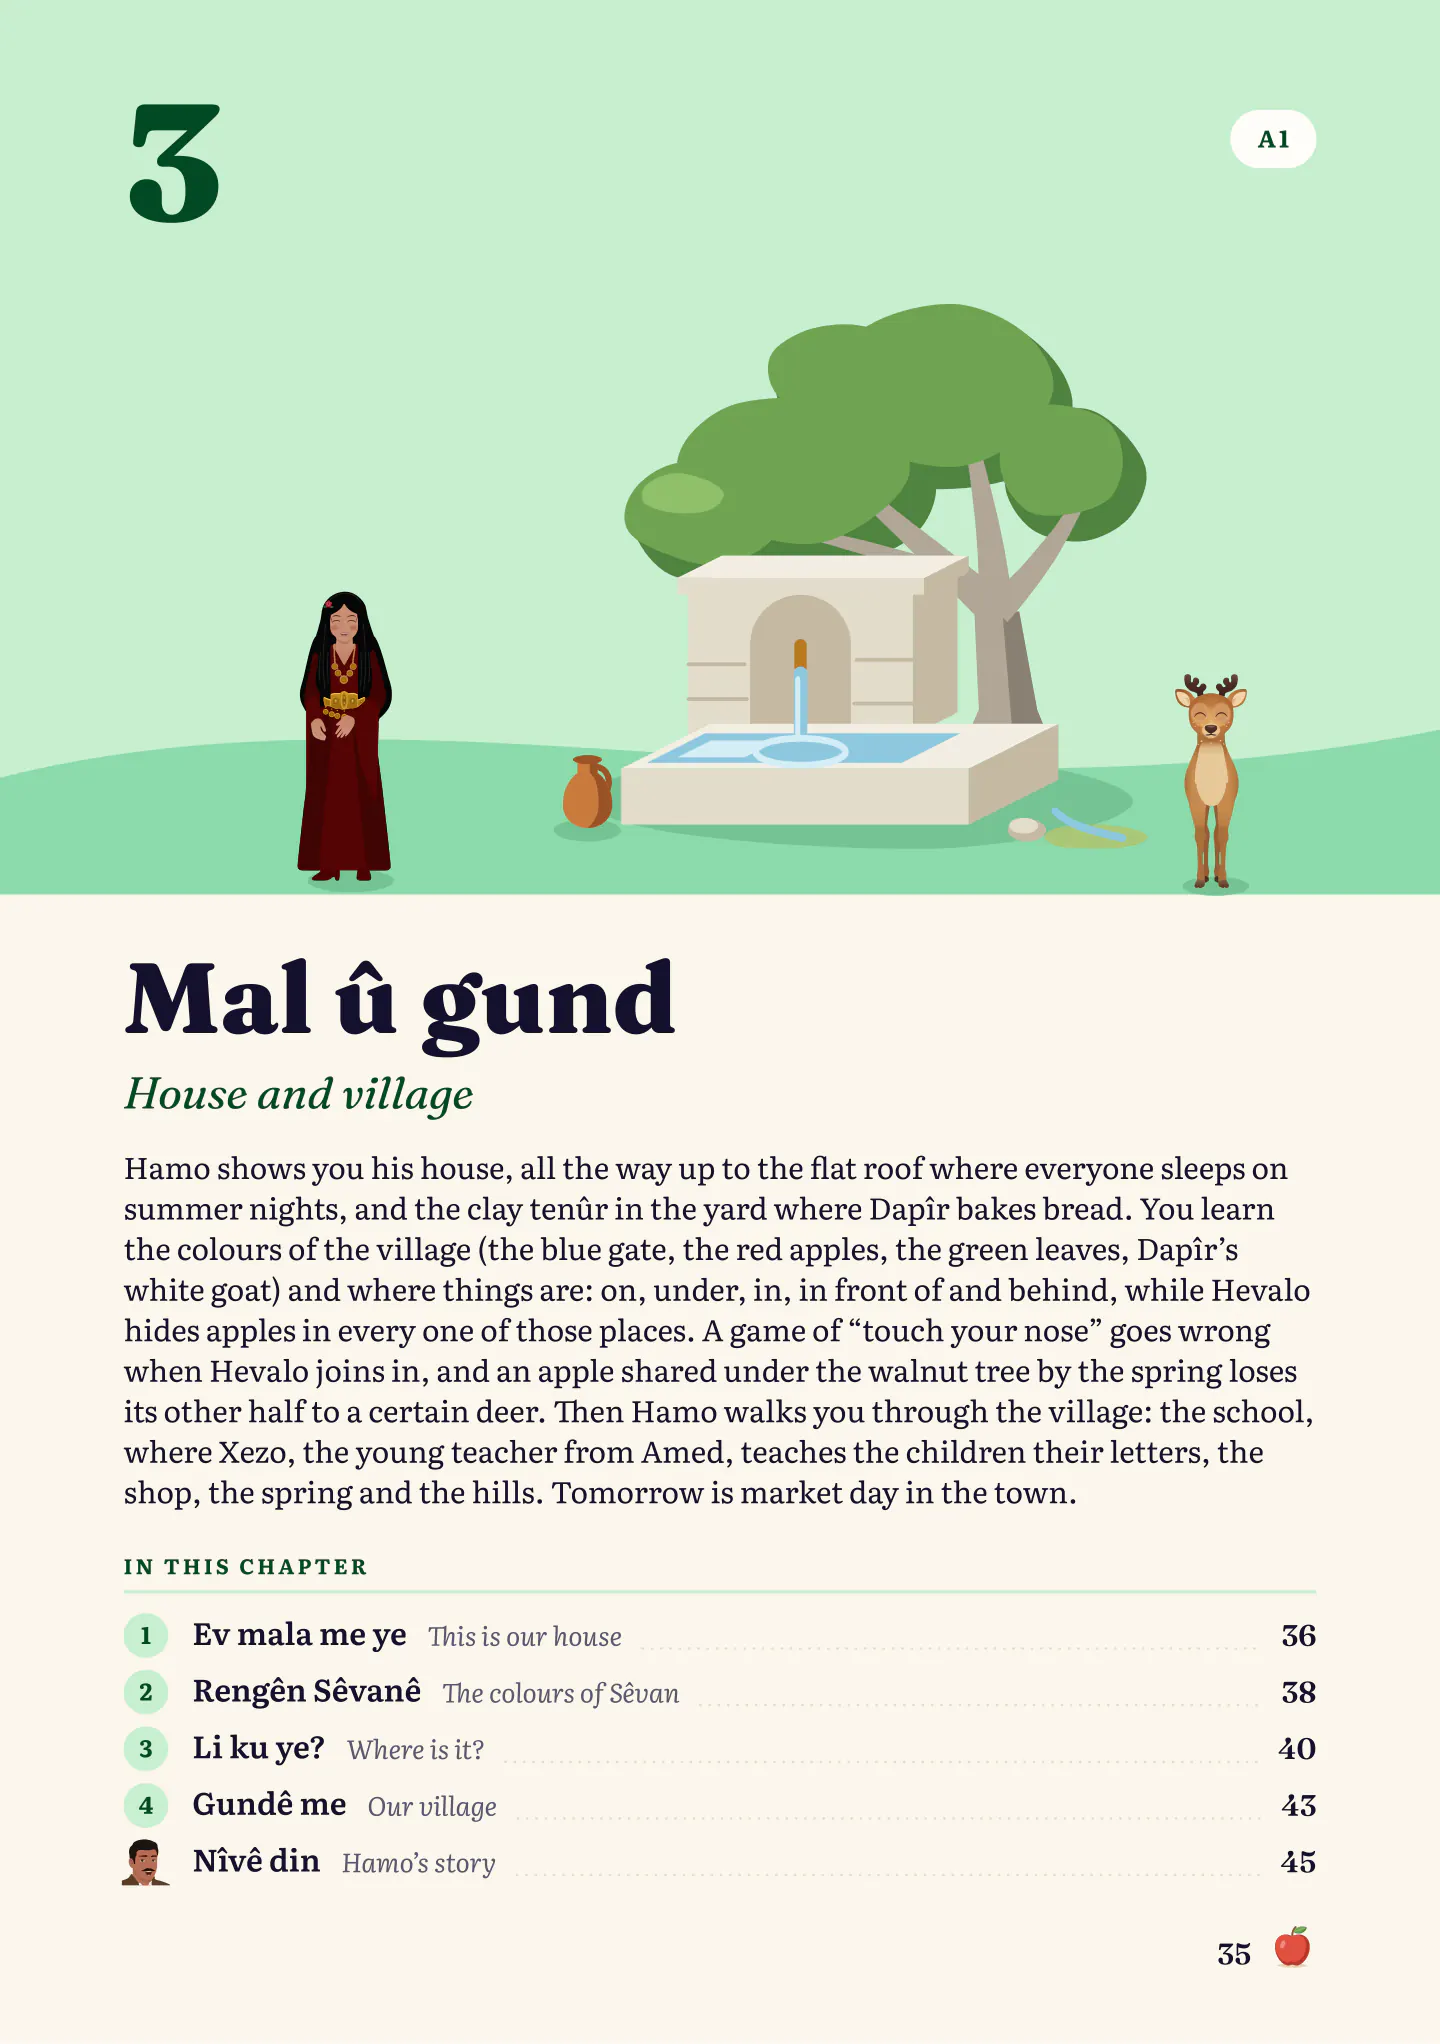 3
A1
Mal û gund
House and village
Hamo shows you his house, all the way up to the flat roof where everyone sleeps on
summer nights, and the clay tenûr in the yard where Dapîr bakes bread. You learn
the colours of the village (the blue gate, the red apples, the green leaves, Dapîr’s
white goat) and where things are: on, under, in, in front of and behind, while Hevalo
hides apples in every one of those places. A game of “touch your nose” goes wrong
when Hevalo joins in, and an apple shared under the walnut tree by the spring loses
its other half to a certain deer. Then Hamo walks you through the village: the school,
where Xezo, the young teacher from Amed, teaches the children their letters, the
shop, the spring and the hills. Tomorrow is market day in the town.
IN THIS CHAPTER
1 Ev mala me ye This is our house 36
2 Rengên Sêvanê The colours of Sêvan 38
3 Li ku ye? Where is it? 40
4 Gundê me Our village 43
Nîvê din Hamo’s story 45
35